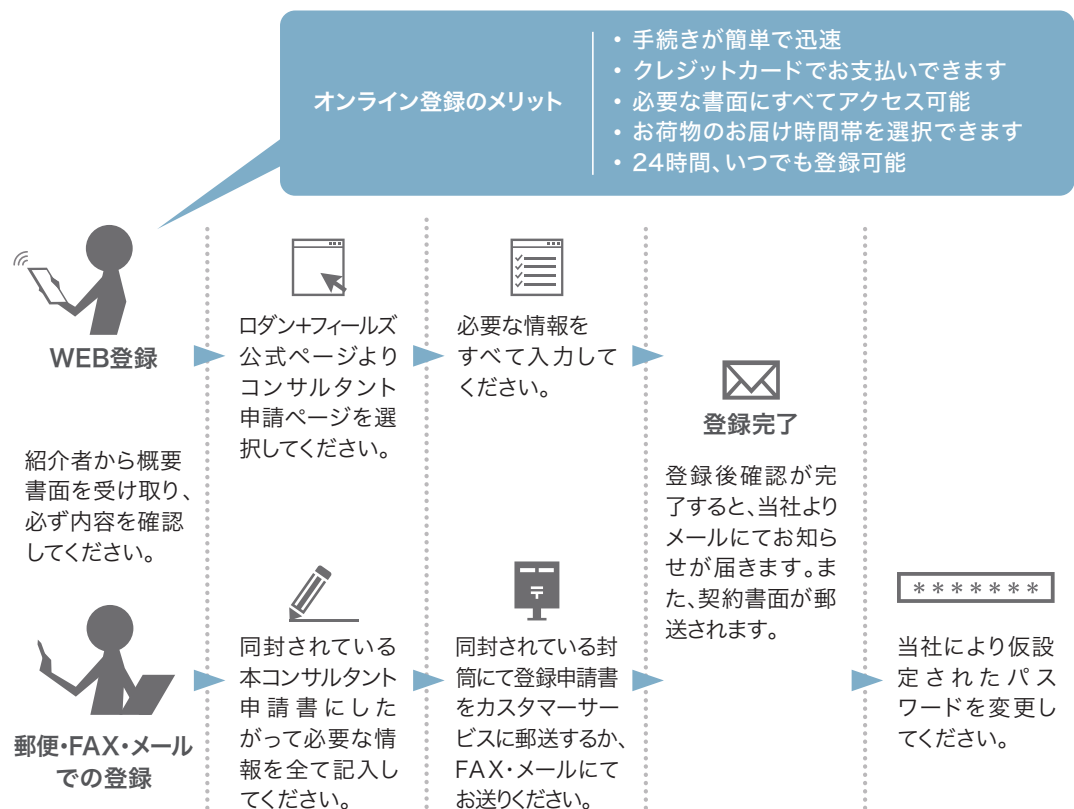 オンライン登録のメリット
• 手続きが簡単で迅速
• クレジットカードでお支払いできます
• 必要な書面にすべてアクセス可能
• お荷物のお届け時間帯を選択できます
• 24時間、いつでも登録可能
WEB登録
ロダン+フィールズ
公式ページより
コンサルタント
申請ページを選
択してください。
必要な情報を
すべて入力して
ください。
紹介者から概要
書面を受け取り、
必ず内容を確認
してください。
登録完了
登録後確認が完
了すると、当社より
メールにてお知ら
せが届きます。ま
た、契約書面が郵
送されます。
郵便・FAX・メール
での登録
同封されている
本コンサルタント
申請書にした
がって必要な情
報を全て記入し
てください。
〒
同封されている封
筒にて登録申請書
をカスタマーサー
ビスに郵送するか、
FAX・メールにて
お送りください。
*******
当社により仮設
定されたパス
ワードを変更し
てください。